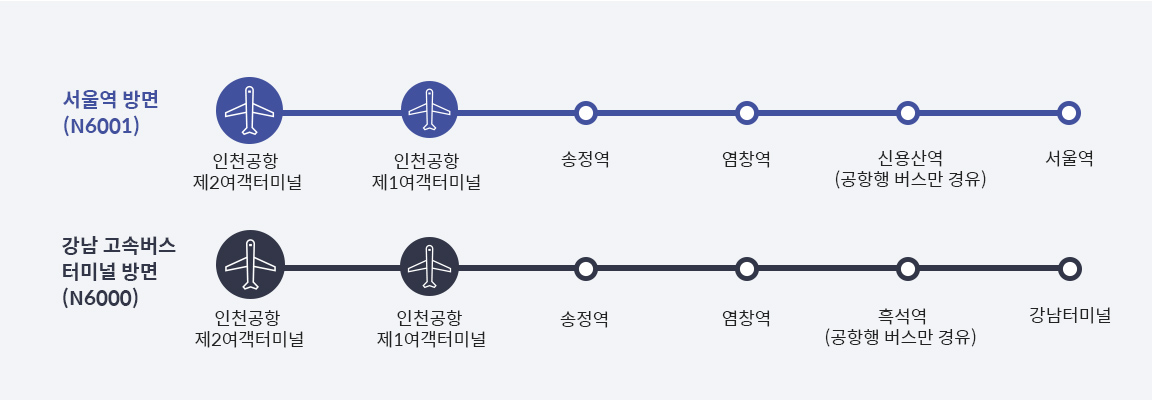 서울역 방면
(N6001)
인천공항
제2여객터미널
인천공항
제1여객터미널
송정역
염창역
신용산역
(공항행 버스만 경유)
서울역
강남 고속버스
터미널 방면
(N6000)
인천공항
제2여객터미널
인천공항
제1여객터미널
송정역
염창역
흑석역
(공항행 버스만 경유)
강남터미널